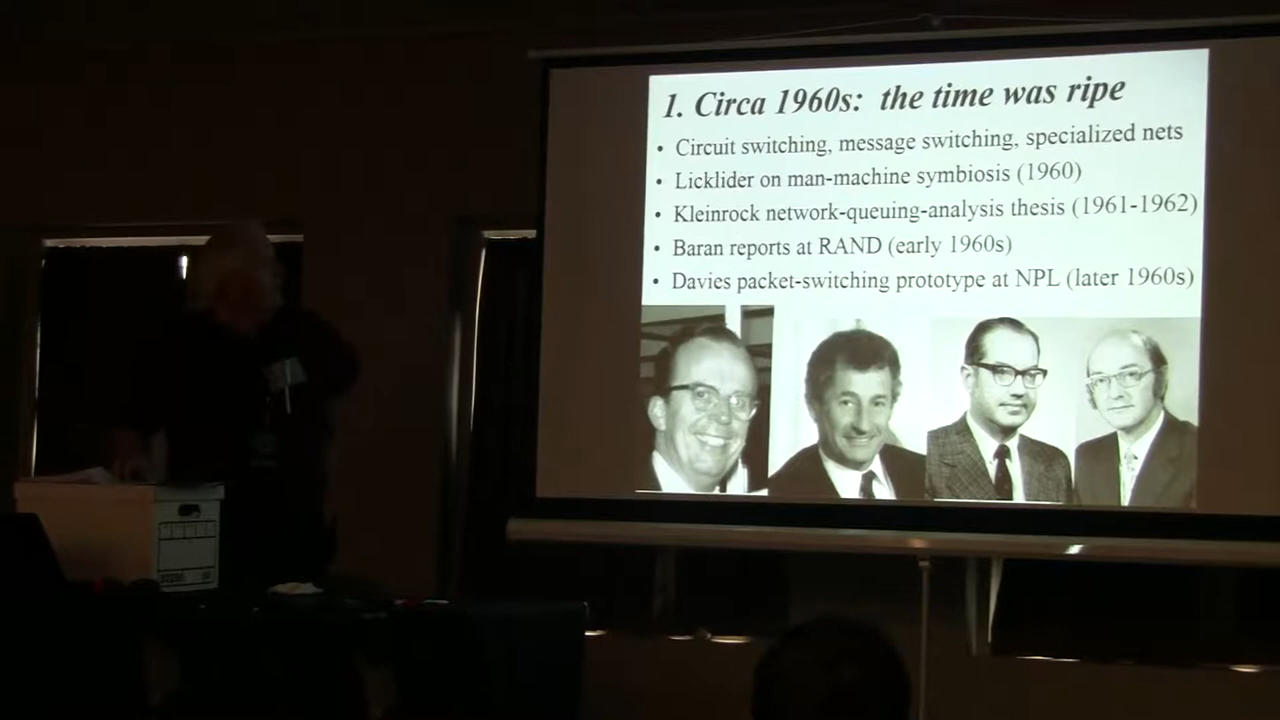 1. Circa 1960s: the time was ripe
• Circuit switching, message switching, specialized nets
• Licklider on man-machine symbiosis (1960)
• Kleinrock network-queuing-analysis thesis (1961-1962)
• Baran reports at RAND (early 1960s)
• Davies packet-switching prototype at NPL (later 1960s)